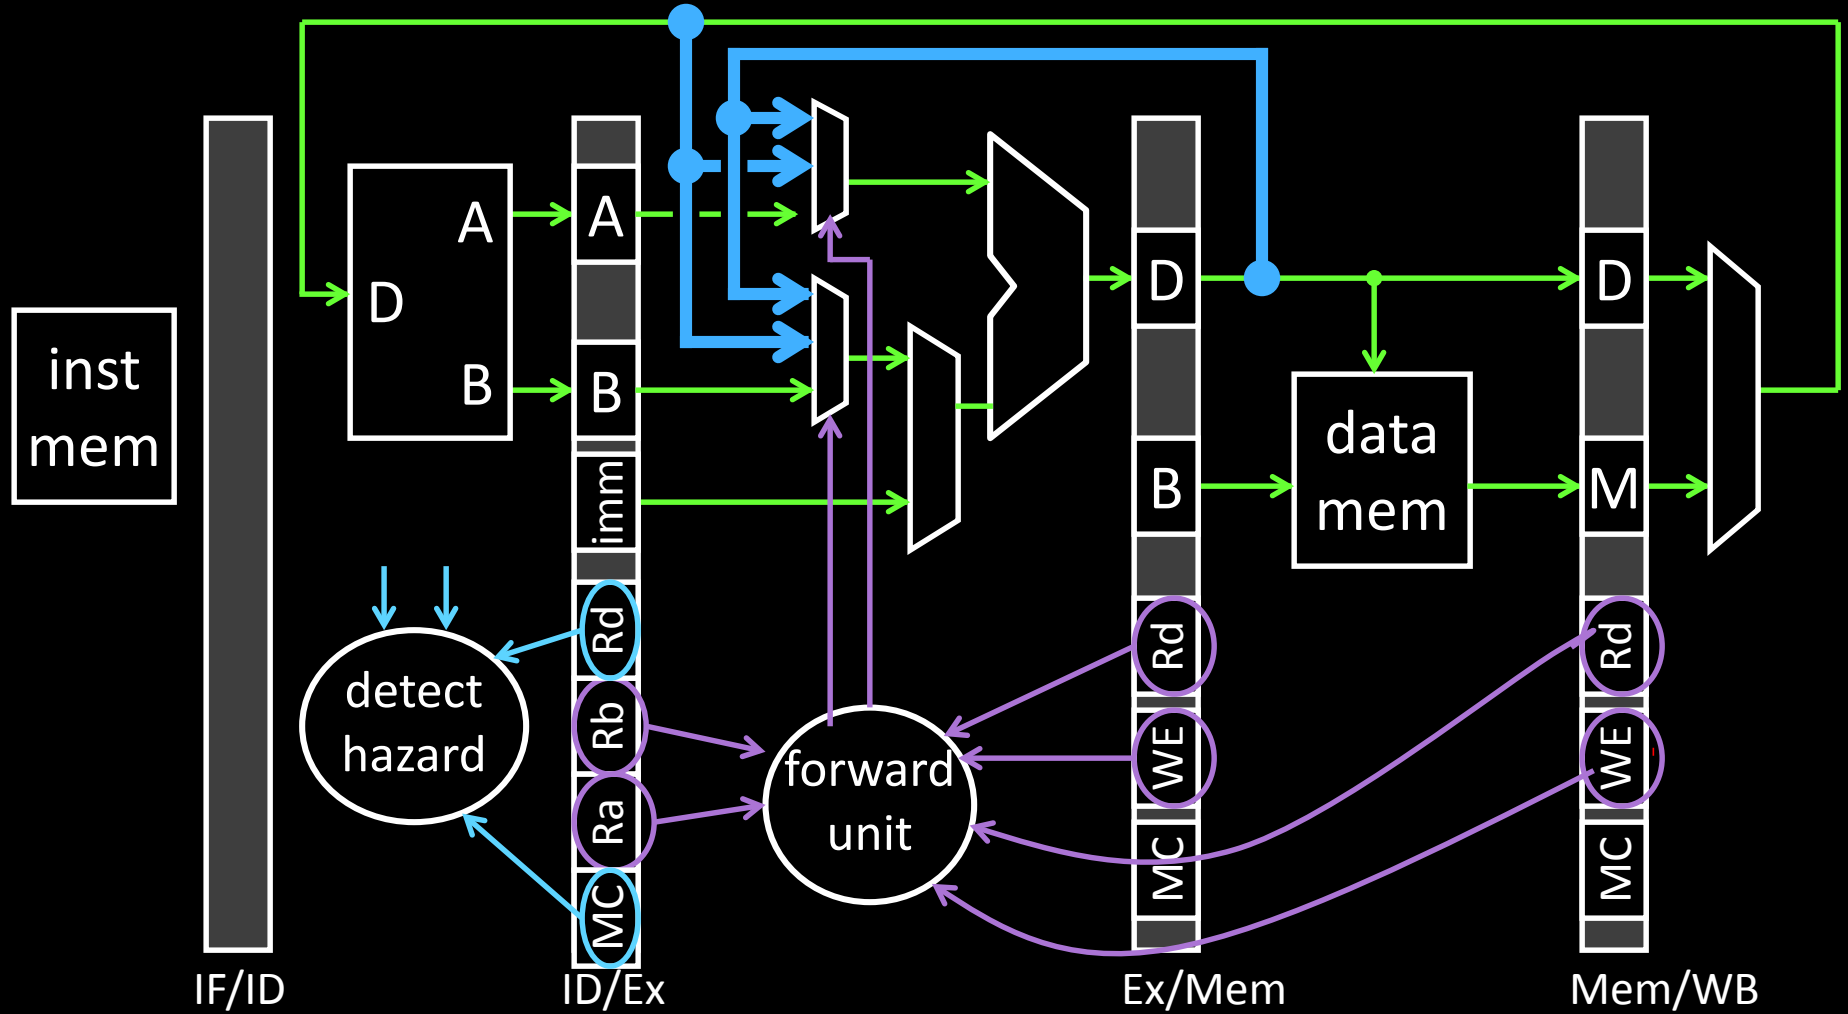 inst
mem
D
A
B
A
B
imm
Rd
Rb
Ra
MC
detect
hazard
forward
unit
D
B
Rd
WE
MC
data
mem
D
M
Rd
WE
MC
IF/ID
ID/Ex
Ex/Mem
Mem/WB